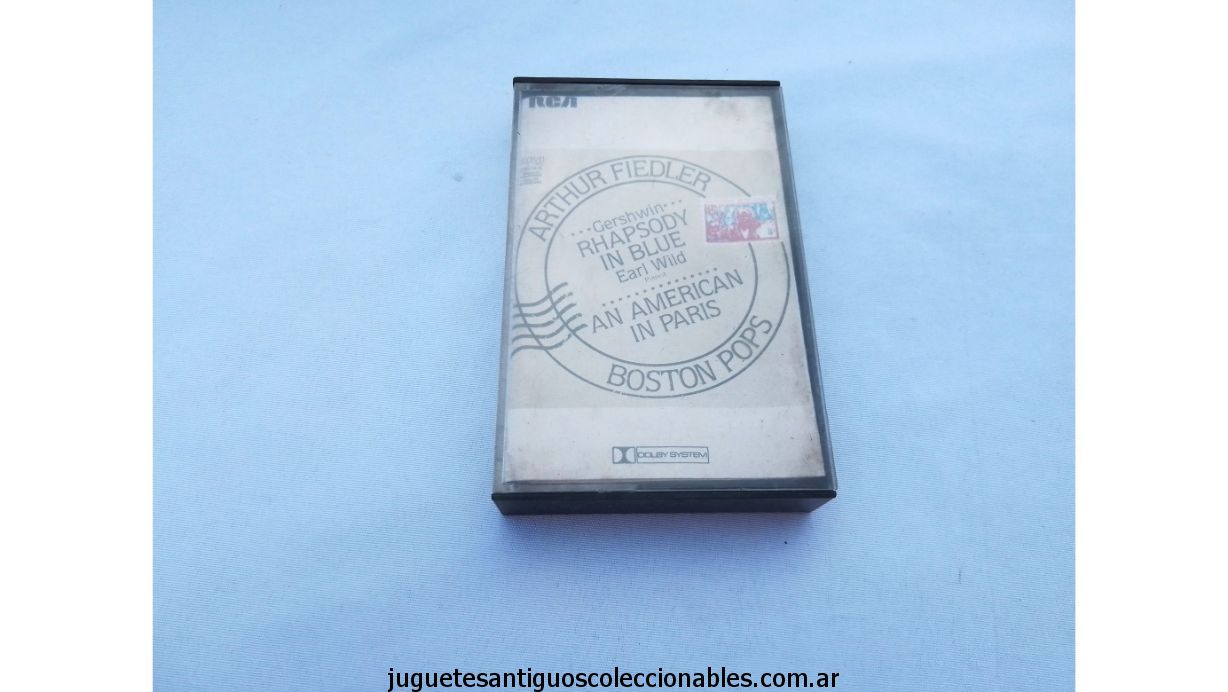 RCA
ARTHUR FIEDLER
...Gershwin...
RHAPSODY
IN BLUE
Earl Wild
AN AMERICAN
IN PARIS
BOSTON POPS
DOLBY SYSTEM
juguetesantiguoscoleccionables.com.ar